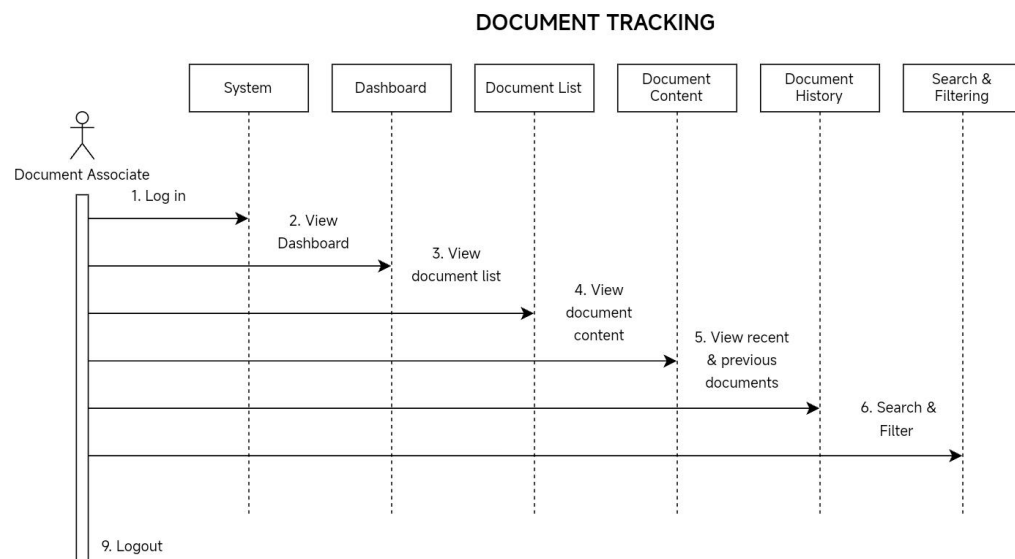 DOCUMENT TRACKING
System
Dashboard
Document List
Document
Content
Document
History
Search &
Filtering
Document Associate
1. Log in
2. View
Dashboard
3. View
document list
4. View
document
content
5. View recent
& previous
documents
6. Search &
Filter
9. Logout